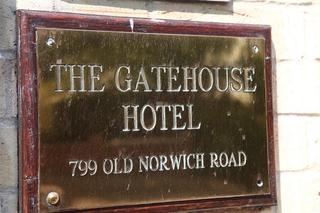 THE GATEHOUSE
HOTEL
799 OLD NORWICH ROAD